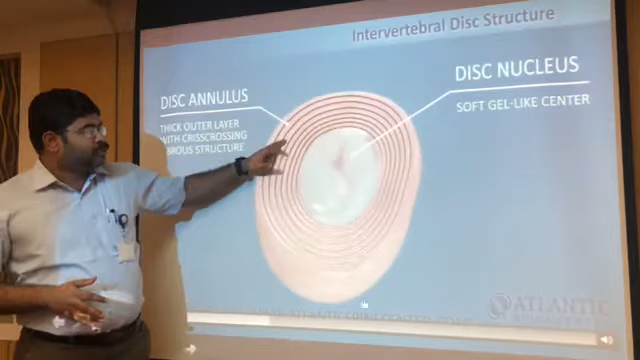 Intervertebral Disc Structure
DISC ANNULUS
THICK OUTER LAYER
WITH CRISSCROSSING
FIBROUS STRUCTURE
DISC NUCLEUS
SOFT GEL-LIKE CENTER
ATLANTIC